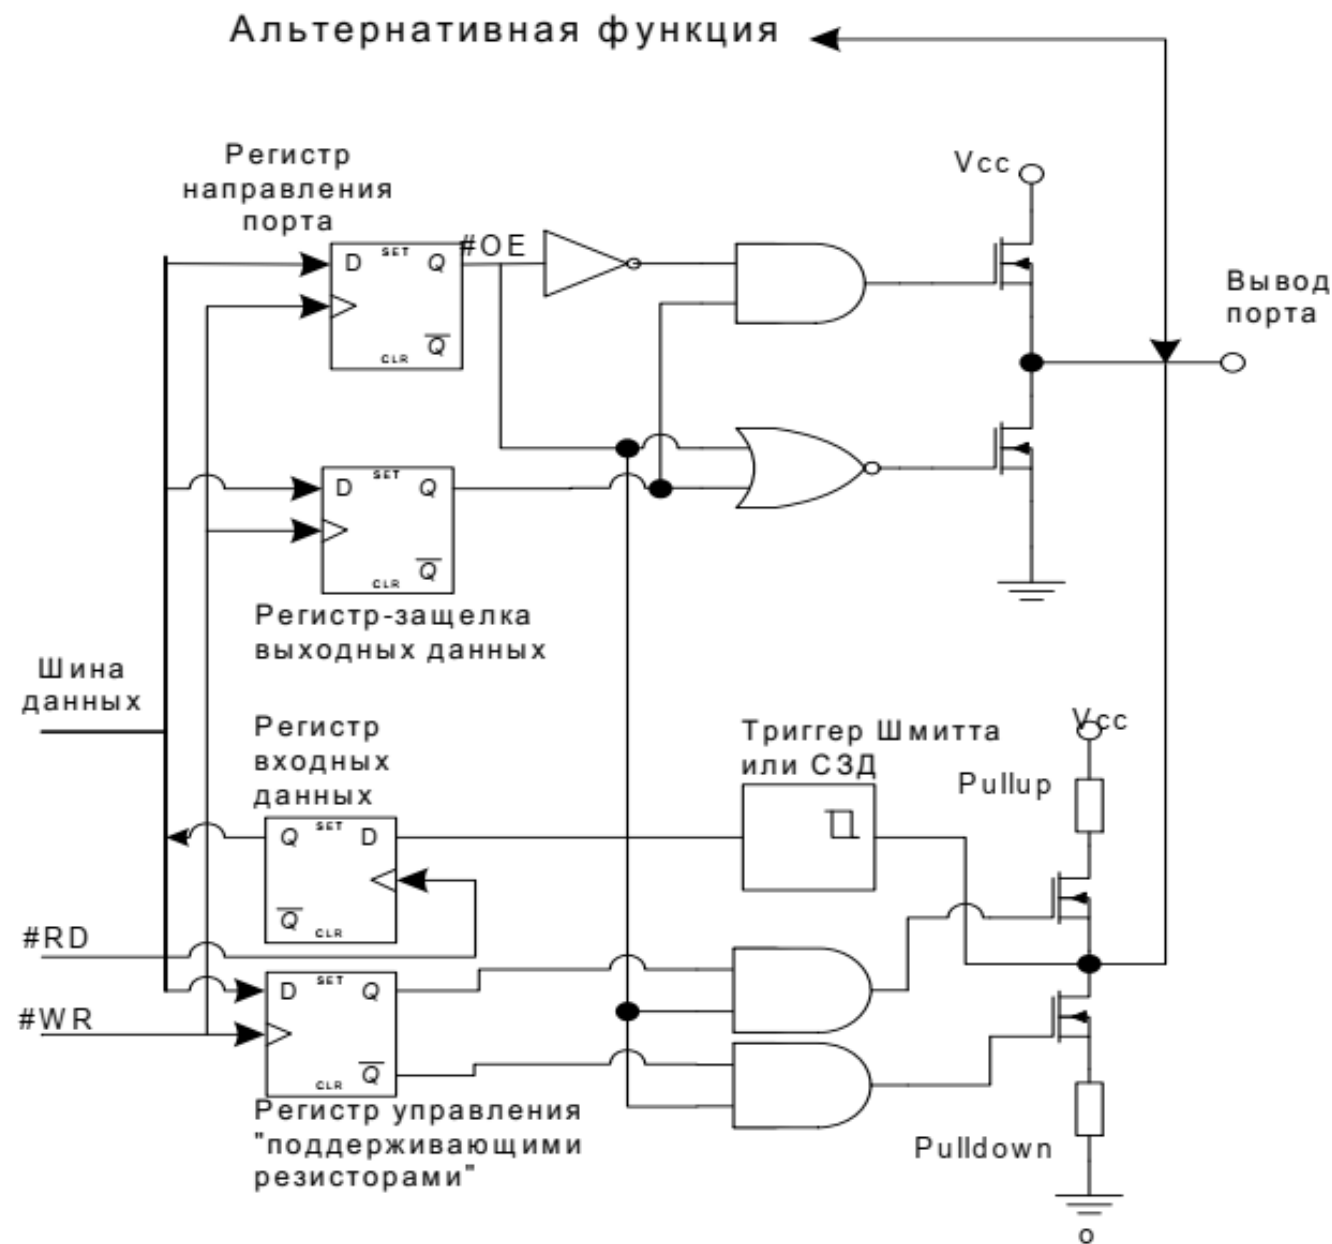 Альтернативная функция
Регистр
направления
порта
Vcc
Вывод
порта
#OE
D
SET
Q
Q
CLR
D
SET
Q
Q
CLR
Регистр-защелка
выходных данных
Шина
данных
Регистр
входных
данных
Триггер Шмитта
или СЗД
Vcc
Pullup
Q
SET
D
Q
CLR
#RD
#WR
D
SET
Q
Q
CLR
Регистр управления
"поддерживающими
резисторами"
Pulldown
o